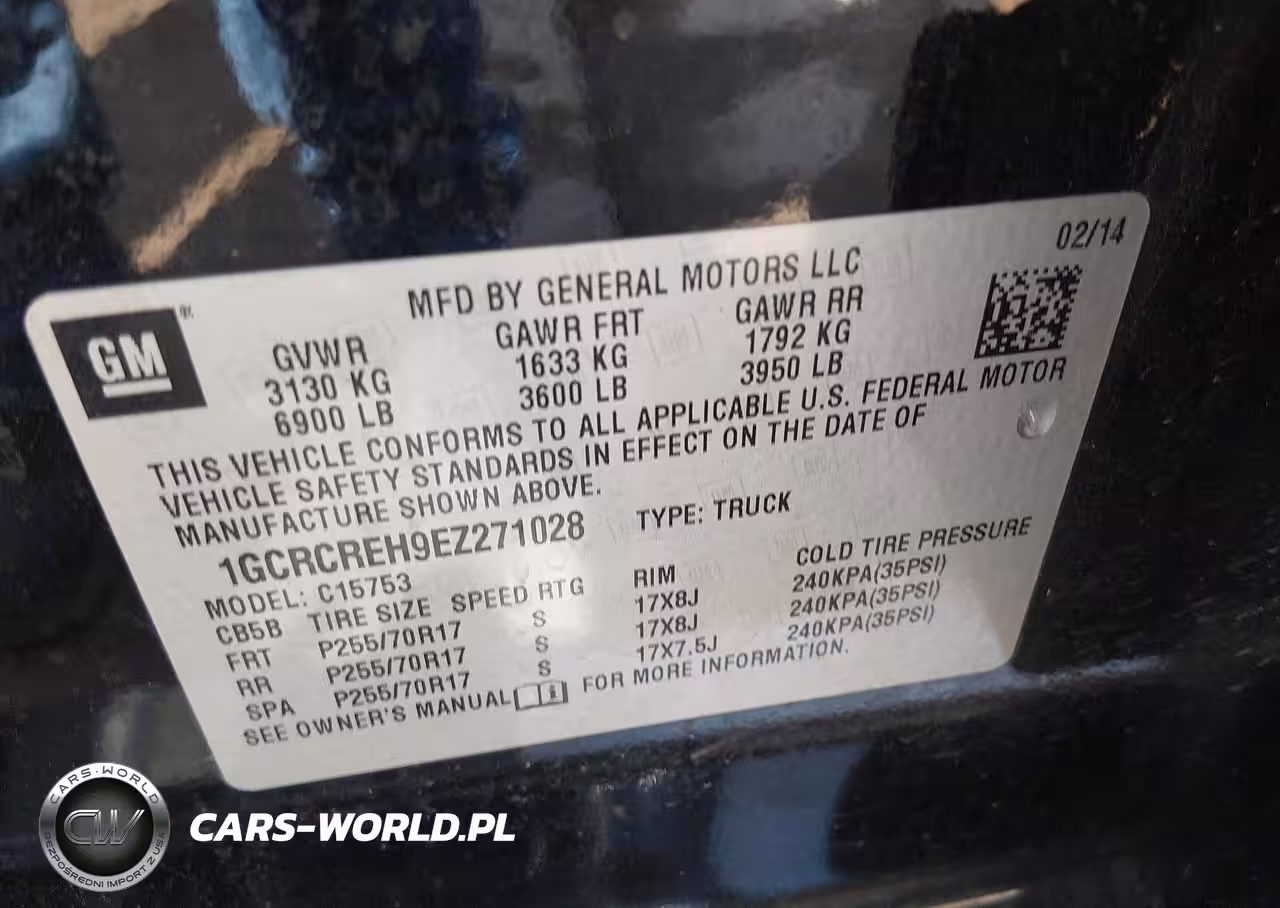 02/14
MFD BY GENERAL MOTORS LLC
GM
GVWR GAWR FRT GAWR RR
3130 KG 1633 KG 1792 KG
6900 LB 3600 LB 3950 LB
THIS VEHICLE CONFORMS TO ALL APPLICABLE U.S. FEDERAL MOTOR
VEHICLE SAFETY STANDARDS IN EFFECT ON THE DATE OF
MANUFACTURE SHOWN ABOVE.
1GCRCREH9EZ271028 TYPE: TRUCK
MODEL: C15753
CB5B TIRE SIZE SPEED RTG RIM COLD TIRE PRESSURE
FRT P255/70R17 S 17X8J 240KPA(35PSI)
RR P255/70R17 S 17X8J 240KPA(35PSI)
SPA P255/70R17 S 17X7.5J 240KPA(35PSI)
SEE OWNER'S MANUAL FOR MORE INFORMATION.
CARS-WORLD
CW
BEZPOŚREDNI IMPORT Z USA
CARS-WORLD.PL